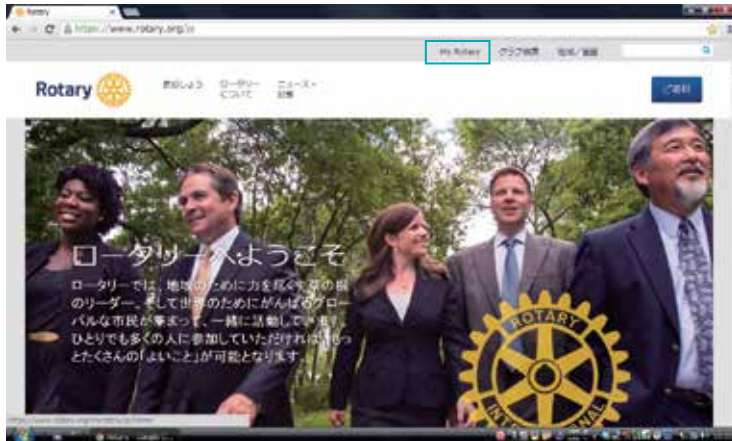 Rotary
https://www.rotary.org/ja
My Rotary
クラブ検索
地域/言語
Rotary
参加しよう
ロータリー
について
ニュース・
記事
ご寄付
ロータリーへようこそ
ロータリーでは、地域のために力を尽くす草の根
のリーダー、そして世界のためにがんばるグロー
バルな市民が集まって、一緒に活動しています。
ひとりでも多くの人に参加していただければ、もっ
とたくさんの「よいこと」が可能となります。
ROTARY
INTERNATIONAL